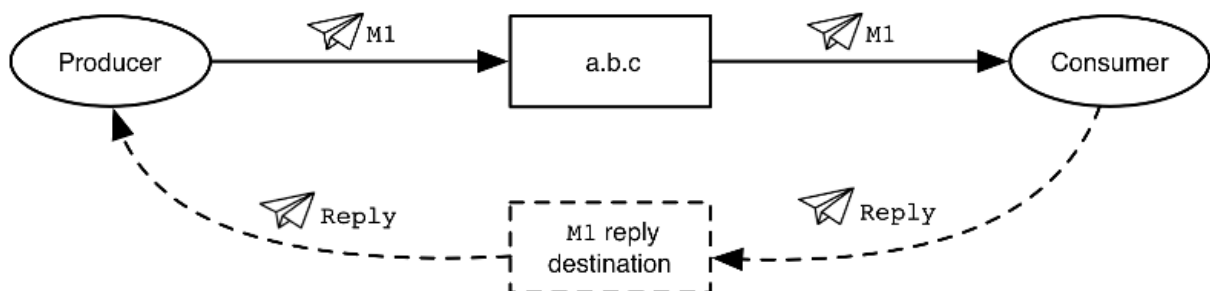 M1
M1
Producer
a.b.c
Consumer
Reply
Reply
M1 reply
destination